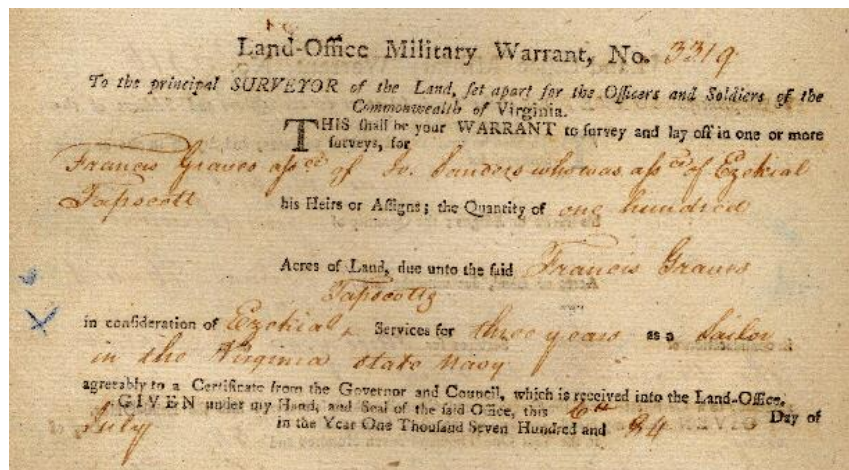 Land-Office Military Warrant, No. 3319
To the principal SURVEYOR of the Land, set apart for the Officers and Soldiers of the
Commonwealth of Virginia.
THIS shall be your WARRANT to survey and lay off in one or more
surveys, for
Francis Graves assee of Jo. Sanders who was assee of Ezekial
Tapscott his Heirs or Assigns; the Quantity of one hundred
Acres of Land, due unto the said Francis Graves
Tapscotts
in consideration of Ezekial Services for three years as a Sailor
in the Virginia State Navy
agreably to a Certificate from the Governor and Council, which is received into the Land-Office.
GIVEN under my Hand, and Seal of the said Office, this 6th Day of
July in the Year One Thousand Seven Hundred and 84